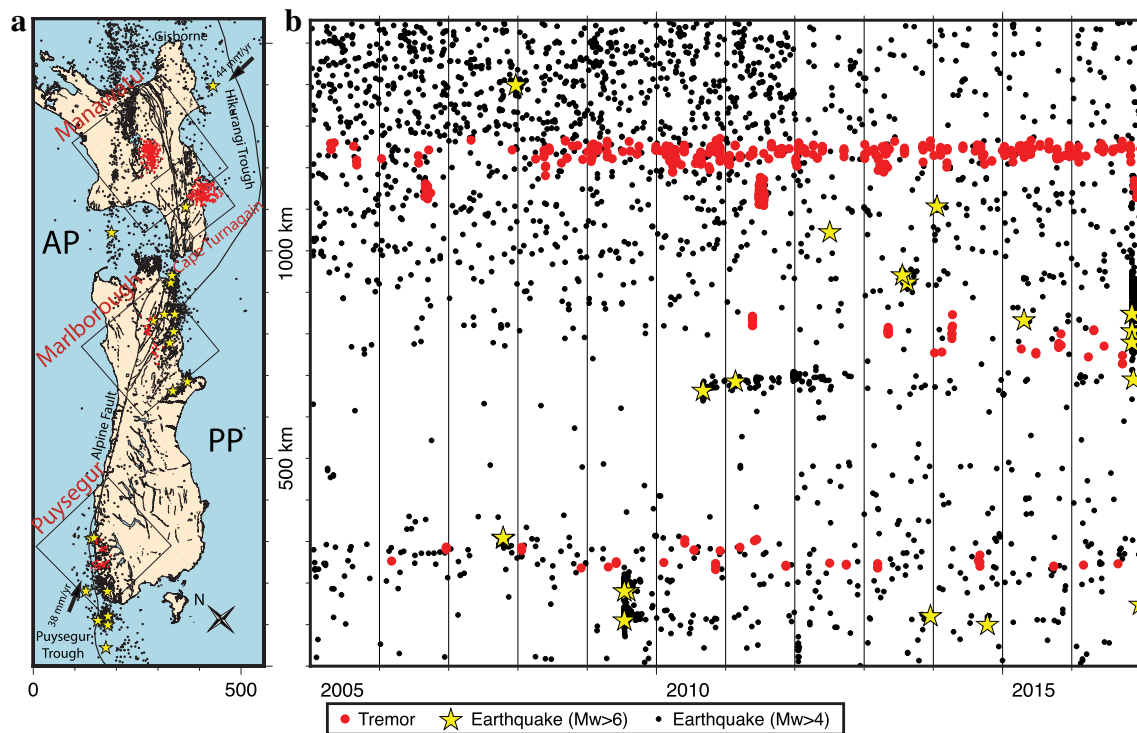 a
b
Gisborne
44 mm/yr
Manawatu
Hikurangi Trough
AP
Cape Turnagain
Marlborough
Alpine Fault
PP
Puysegur
38 mm/yr
N
Puysegur
Trough
0
500
1000 km
500 km
2005
2010
2015
Tremor
Earthquake (Mw>6)
Earthquake (Mw>4)